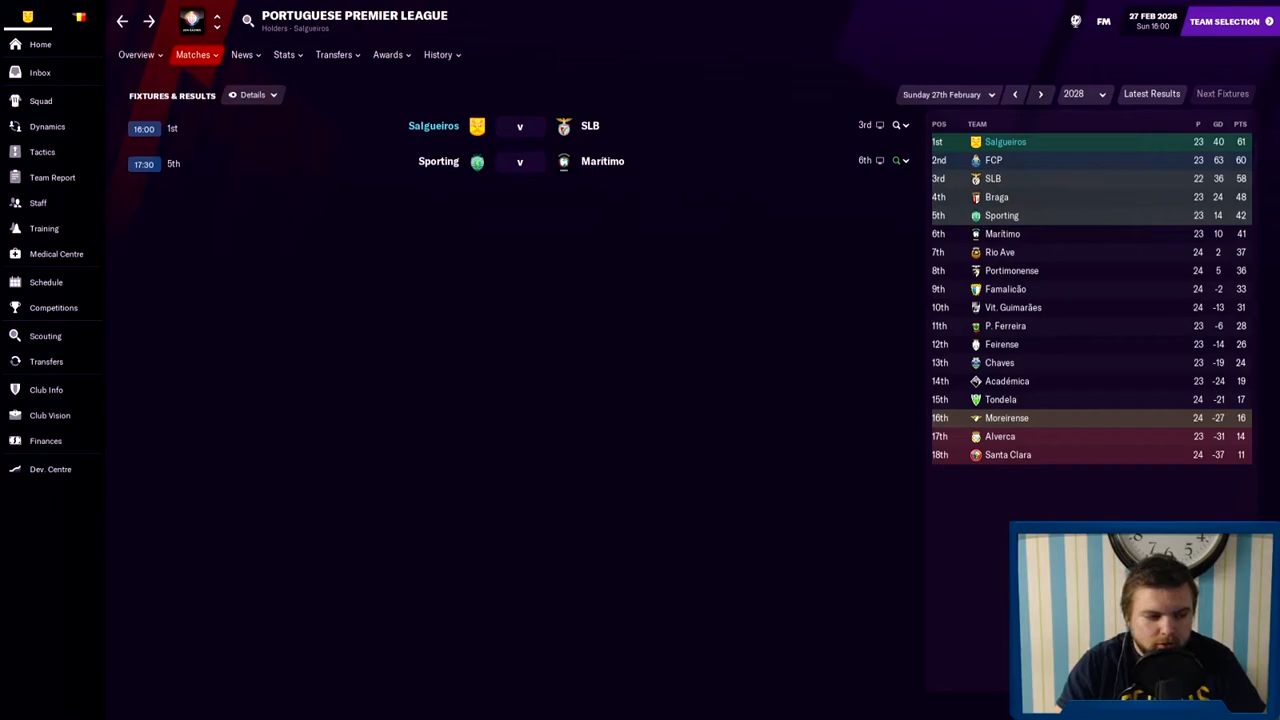 PORTUGUESE PREMIER LEAGUE
Holders - Salgueiros
FM
27 FEB 2028
Sun 16:00
TEAM SELECTION
Home
Inbox
Squad
Dynamics
Tactics
Team Report
Staff
Training
Medical Centre
Schedule
Competitions
Scouting
Transfers
Club Info
Club Vision
Finances
Dev. Centre
Overview Matches News Stats Transfers Awards History
FIXTURES & RESULTS Details
Sunday 27th February 2028 Latest Results Next Fixtures
16:00 1st Salgueiros v SLB 3rd
17:30 5th Sporting v Marítimo 6th
POS TEAM P GD PTS
1st Salgueiros 23 40 61
2nd FCP 23 63 60
3rd SLB 22 36 58
4th Braga 23 24 48
5th Sporting 23 14 42
6th Marítimo 23 10 41
7th Rio Ave 24 2 37
8th Portimonense 24 5 36
9th Famalicão 24 -2 33
10th Vit. Guimarães 24 -13 31
11th P. Ferreira 23 -6 28
12th Feirense 23 -14 26
13th Chaves 23 -19 24
14th Académica 23 -24 19
15th Tondela 24 -21 17
16th Moreirense 24 -27 16
17th Alverca 23 -31 14
18th Santa Clara 24 -37 11